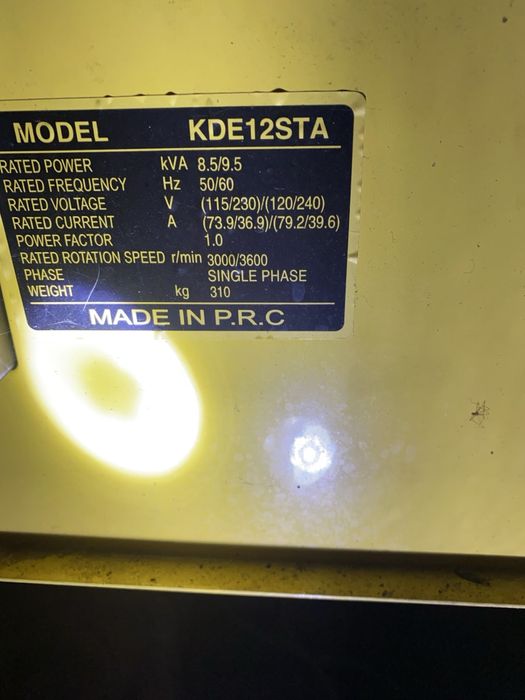 MODEL KDE12STA
RATED POWER kVA 8.5/9.5
RATED FREQUENCY Hz 50/60
RATED VOLTAGE V (115/230)/(120/240)
RATED CURRENT A (73.9/36.9)/(79.2/39.6)
POWER FACTOR 1.0
RATED ROTATION SPEED r/min 3000/3600
PHASE SINGLE PHASE
WEIGHT kg 310
MADE IN P.R.C